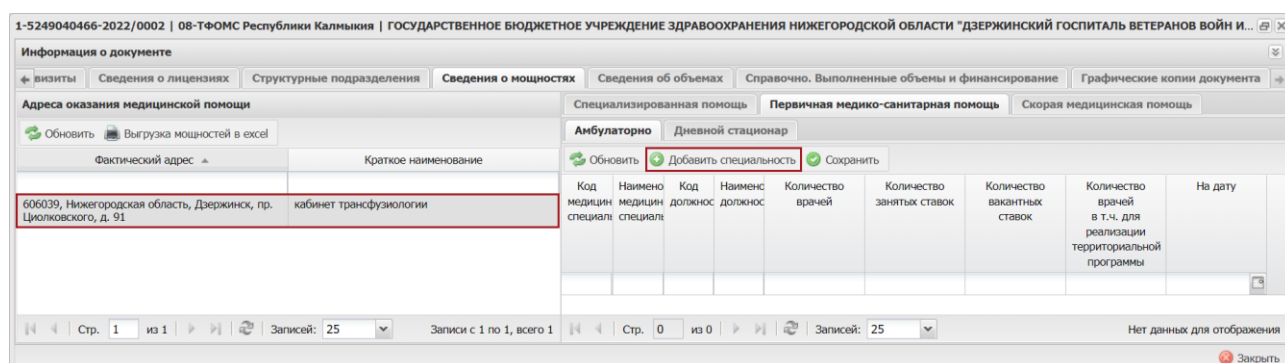 1-5249040466-2022/0002 | 08-ТФОМС Республики Калмыкия | ГОСУДАРСТВЕННОЕ БЮДЖЕТНОЕ УЧРЕЖДЕНИЕ ЗДРАВООХРАНЕНИЯ НИЖЕГОРОДСКОЙ ОБЛАСТИ "ДЗЕРЖИНСКИЙ ГОСПИТАЛЬ ВЕТЕРАНОВ ВОЙН И...
Информация о документе
визиты Сведения о лицензиях Структурные подразделения Сведения о мощностях Сведения об объемах Справочно. Выполненные объемы и финансирование Графические копии документа
Адреса оказания медицинской помощи
Обновить Выгрузка мощностей в excel
Фактический адрес Краткое наименование
606039, Нижегородская область, Дзержинск, пр. кабинет трансфузиологии
Циолковского, д. 91
Стр. 1 из 1 Записей: 25 Записи с 1 по 1, всего 1
Специализированная помощь Первичная медико-санитарная помощь Скорая медицинская помощь
Амбулаторно Дневной стационар
Обновить Добавить специальность Сохранить
Код Наимено Код Наименс Количество Количество Количество Количество На дату
медицин медицин должнос должнос врачей занятых ставок вакантных врачей
специаль специаль ставок в т.ч. для
реализации
территориальной
программы
Стр. 0 из 0 Записей: 25 Нет данных для отображения
Закрыть